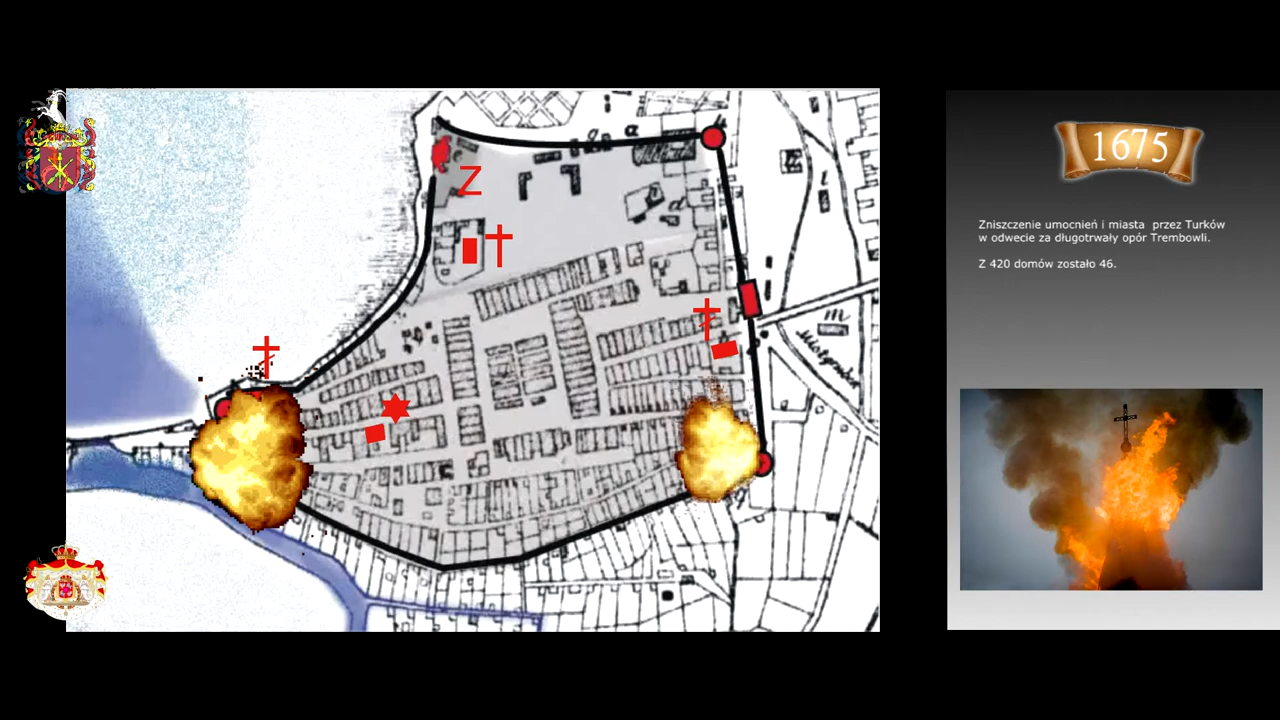 1675
Zniszczenie umocnień i miasta przez Turków
w odwecie za długotrwały opór Trembowli.
Z 420 domów zostało 46.
Z
a
d
l
m